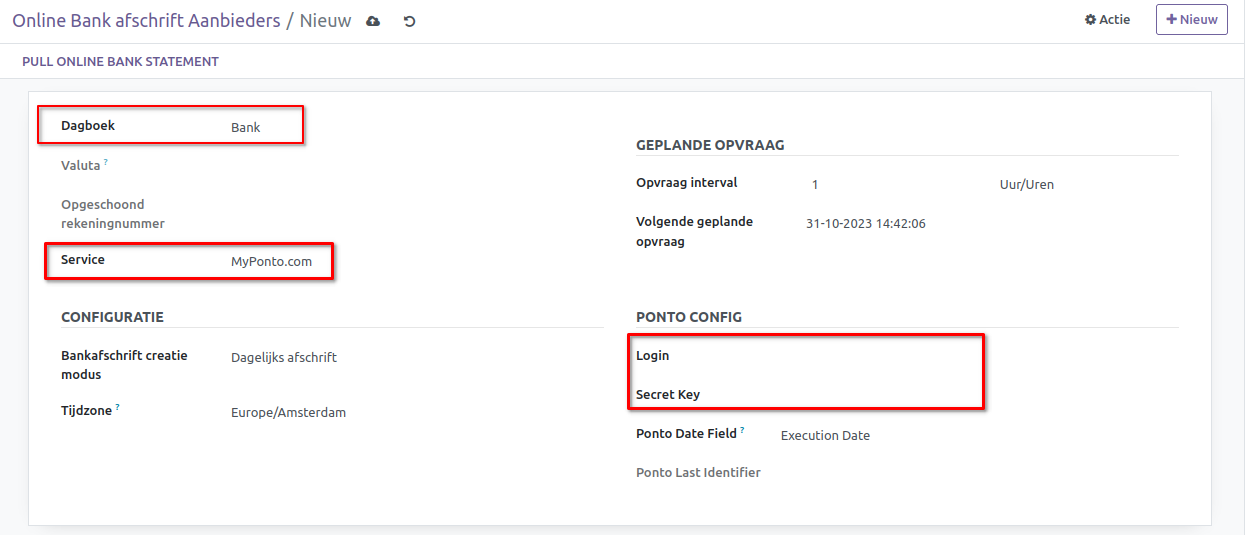 Online Bank afschrift Aanbieders / Nieuw
Actie
Nieuw
PULL ONLINE BANK STATEMENT
Dagboek Bank
Valuta ?
Opgeschoond
rekeningnummer
Service MyPonto.com
GEPLANDE OPVRAAG
Opvraag interval 1 Uur/Uren
Volgende geplande 31-10-2023 14:42:06
opvraag
CONFIGURATIE
Bankafschrift creatie Dagelijks afschrift
modus
Tijdzone ? Europe/Amsterdam
PONTO CONFIG
Login
Secret Key
Ponto Date Field ? Execution Date
Ponto Last Identifier